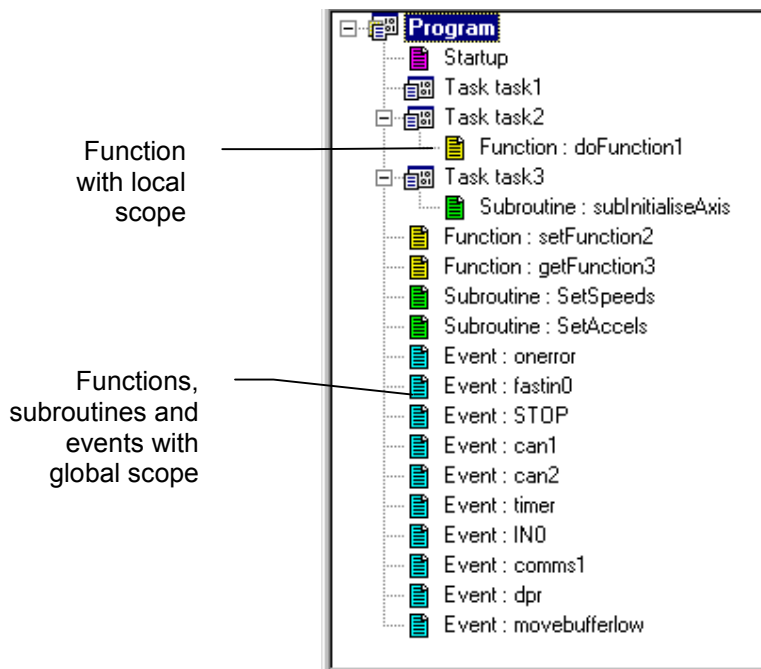 Program
Startup
Task task1
Task task2
Function : doFunction1
Task task3
Subroutine : subInitialiseAxis
Function : setFunction2
Function : getFunction3
Subroutine : SetSpeeds
Subroutine : SetAccels
Event : onerror
Event : fastin0
Event : STOP
Event : can1
Event : can2
Event : timer
Event : IN0
Event : comms1
Event : dpr
Event : movebufferlow
Function
with local
scope
Functions,
subroutines and
events with
global scope